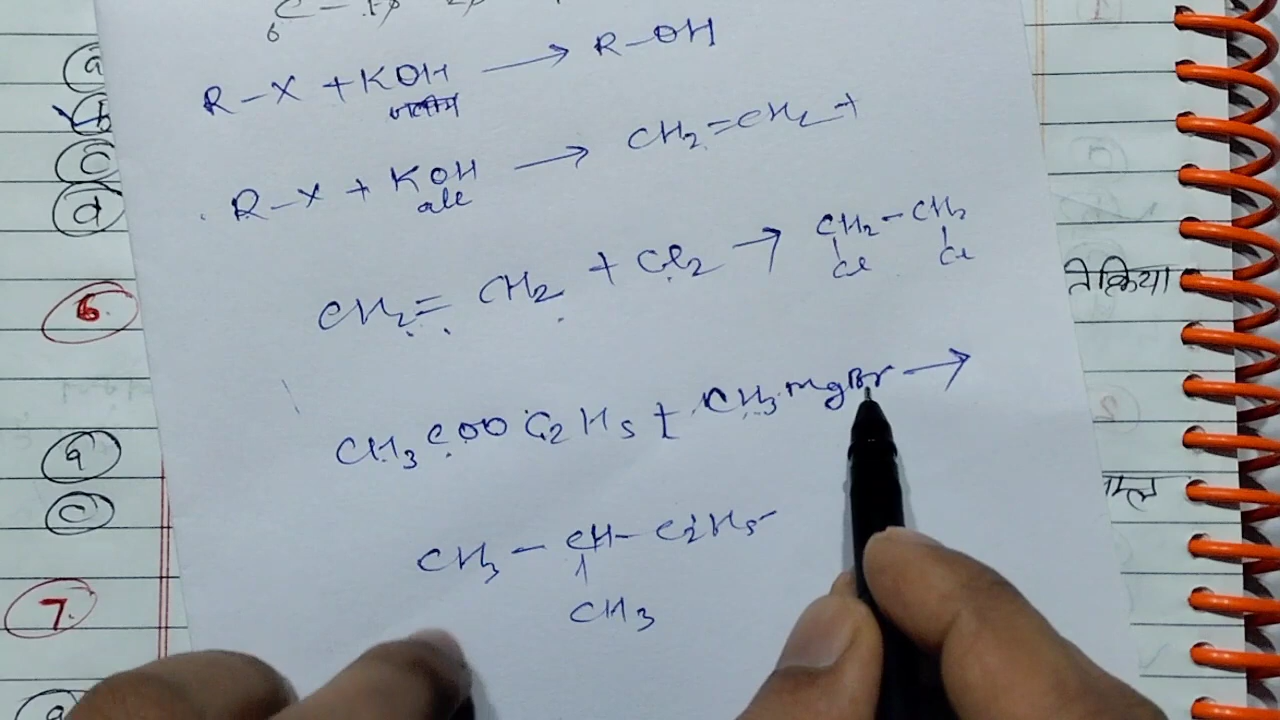 R-X + KOH → R-OH
जलीय
R-X + KOH → CH₂=CH₂ +
alc
CH₂=CH₂ + Cl₂ → CH₂-CH₂
Cl Cl
CH₃COOC₂H₅ + CH₃MgBr →
CH₃-CH-C₂H₅
CH₃
a
b
c
d
6.
a
c
7.
a